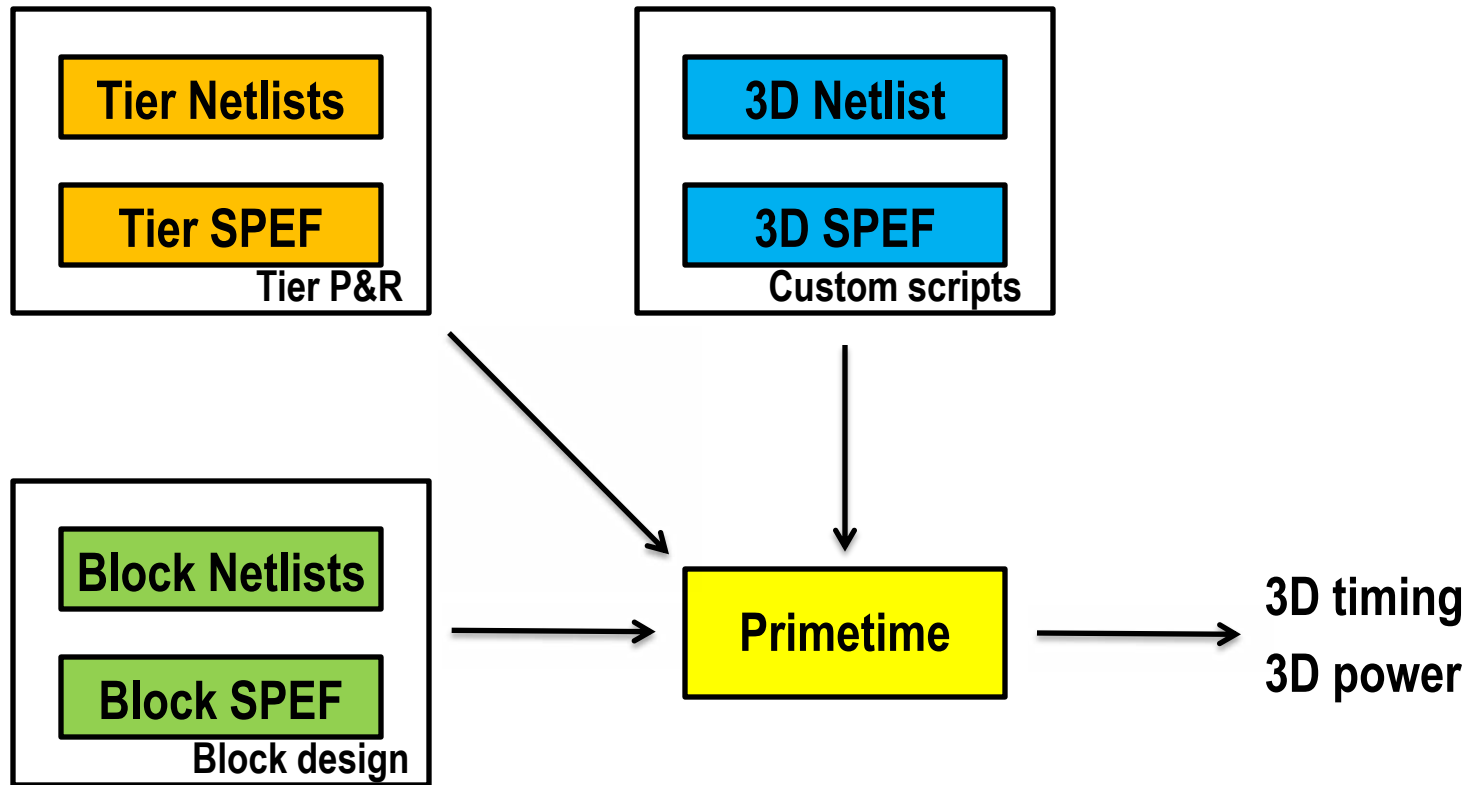 Tier Netlists
Tier SPEF
Tier P&R
3D Netlist
3D SPEF
Custom scripts
Block Netlists
Block SPEF
Block design
Primetime
3D timing
3D power